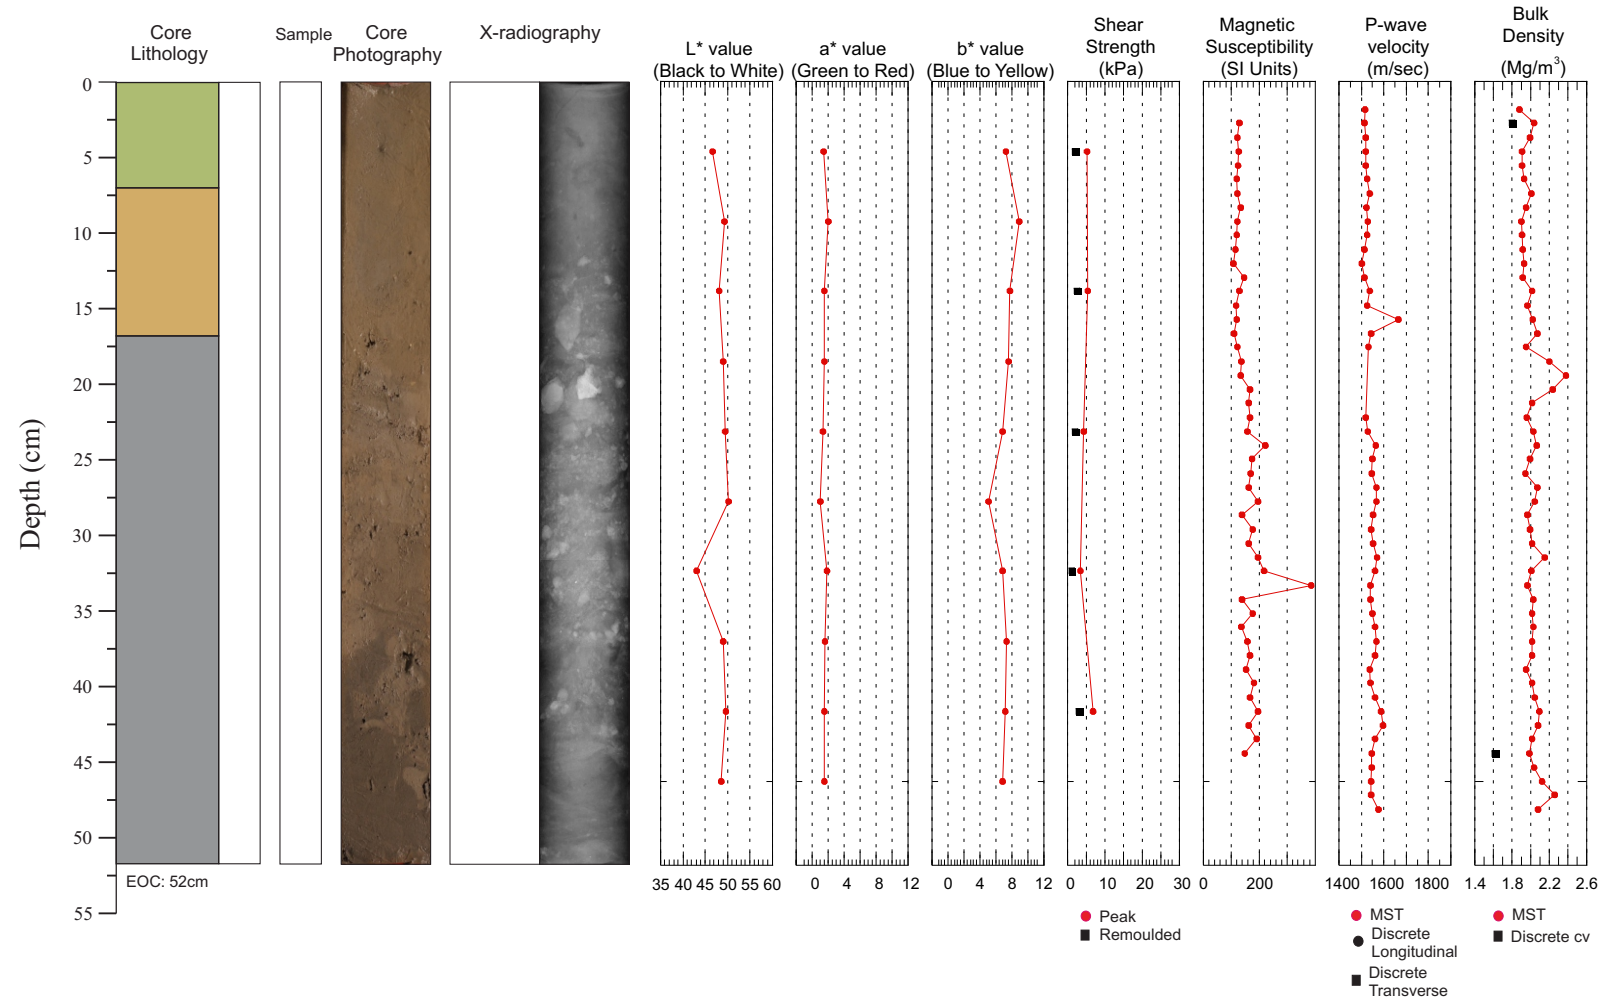 Core
Lithology
Sample
Core
Photography
X-radiography
L* value
(Black to White)
a* value
(Green to Red)
b* value
(Blue to Yellow)
Shear
Strength
(kPa)
Magnetic
Susceptibility
(SI Units)
P-wave
velocity
(m/sec)
Bulk
Density
(Mg/m³)
Depth (cm)
0
5
10
15
20
25
30
35
40
45
50
55
EOC: 52cm
35 40 45 50 55 60
0 4 8 12
0 4 8 12
0 10 20 30
0 200
1400 1600 1800
1.4 1.8 2.2 2.6
Peak
Remoulded
MST
Discrete
Longitudinal
Discrete
Transverse
MST
Discrete cv